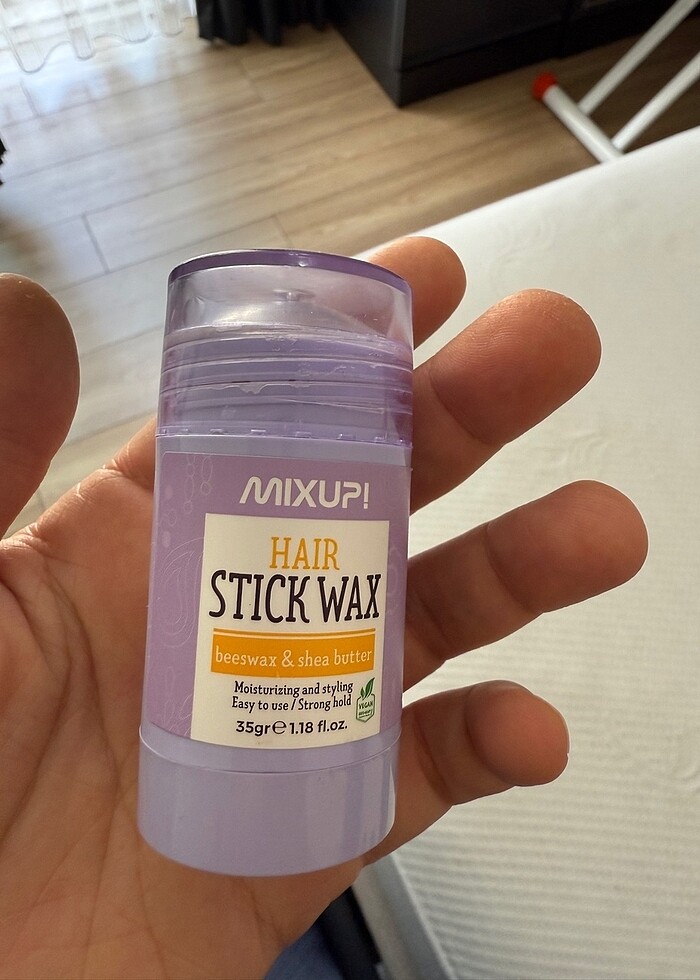 MIXUP!
HAIR
STICK WAX
beeswax & shea butter
Moisturizing and styling
Easy to use / Strong hold
VEGAN
35gr℮1.18 fl.oz.